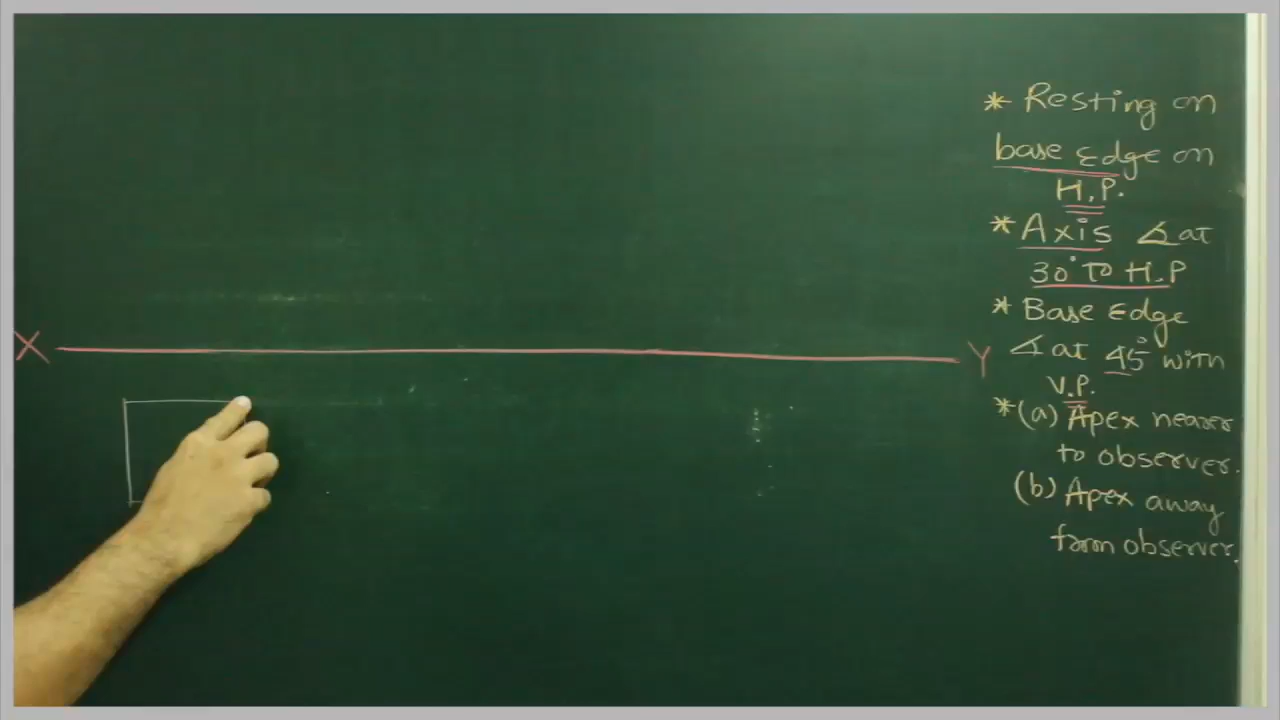 * Resting on
base Edge on
H.P.
* Axis ∡ at
30° To H.P
* Base Edge
∡ at 45° with
V.P.
* (a) Apex nearer
to observer.
(b) Apex away
form observer.
X
Y